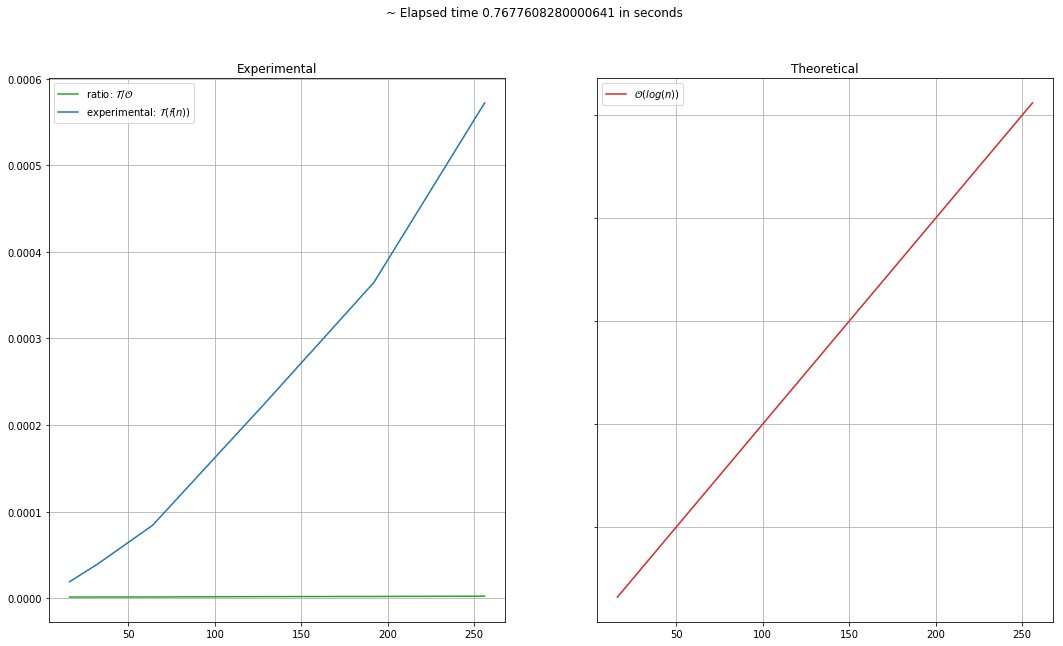 ~ Elapsed time 0.7677608280000641 in seconds
Experimental
ratio: 𝒯/𝒪
experimental: 𝒯(f(n))
0.0006
0.0005
0.0004
0.0003
0.0002
0.0001
0.0000
50 100 150 200 250
Theoretical
𝒪(log(n))
50 100 150 200 250